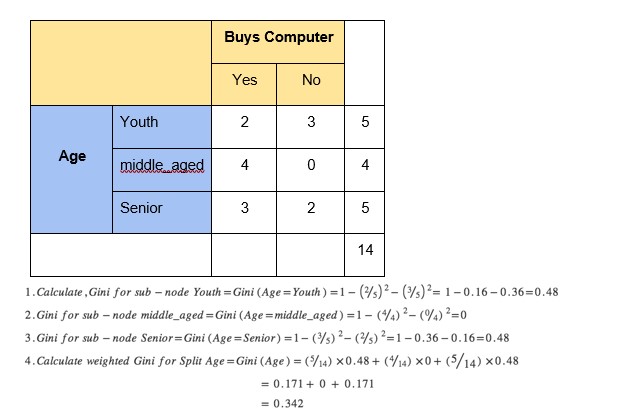 Buys Computer
Yes No
Youth 2 3 5
Age
middle_aged 4 0 4
Senior 3 2 5
14
1.Calculate,Gini for sub – node Youth=Gini (Age=Youth)=1 – (2/5)² – (3/5)²= 1 – 0.16 – 0.36=0.48
2.Gini for sub – node middle_aged=Gini (Age=middle_aged)=1 – (4/4)² – (0/4)²=0
3.Gini for sub – node Senior=Gini (Age=Senior)=1 – (3/5)² – (2/5)²=1 – 0.36 – 0.16=0.48
4.Calculate weighted Gini for Split Age=Gini (Age)= (5/14) ×0.48 + (4/14) ×0 + (5/14) ×0.48
= 0.171 + 0 + 0.171
= 0.342